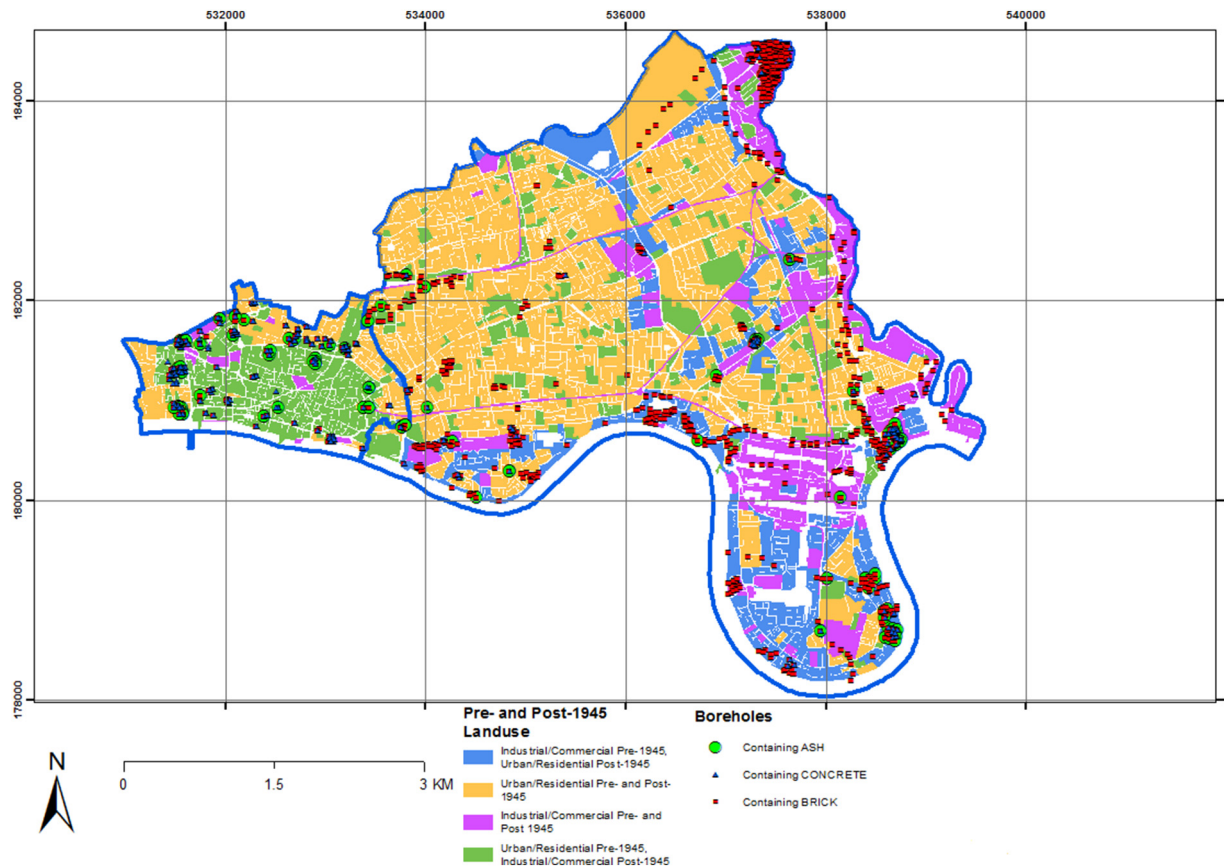 532000 534000 536000 538000 540000
184000
182000
180000
178000
N
0 1.5 3 KM
Pre- and Post-1945
Landuse
Industrial/Commercial Pre-1945,
Urban/Residential Post-1945
Urban/Residential Pre- and Post-
1945
Industrial/Commercial Pre- and
Post 1945
Urban/Residential Pre-1945,
Industrial/Commercial Post-1945
Boreholes
Containing ASH
Containing CONCRETE
Containing BRICK